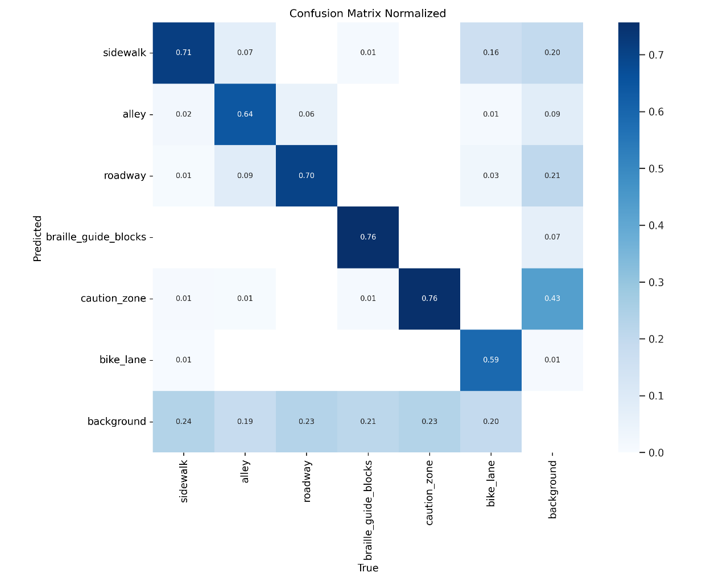 Confusion Matrix Normalized
sidewalk 0.71 0.07 0.01 0.16 0.20
alley 0.02 0.64 0.06 0.01 0.09
roadway 0.01 0.09 0.70 0.03 0.21
braille_guide_blocks 0.76 0.07
caution_zone 0.01 0.01 0.01 0.76 0.43
bike_lane 0.01 0.59 0.01
background 0.24 0.19 0.23 0.21 0.23 0.20
Predicted
sidewalk
alley
roadway
braille_guide_blocks
caution_zone
bike_lane
background
True
0.7
0.6
0.5
0.4
0.3
0.2
0.1
0.0